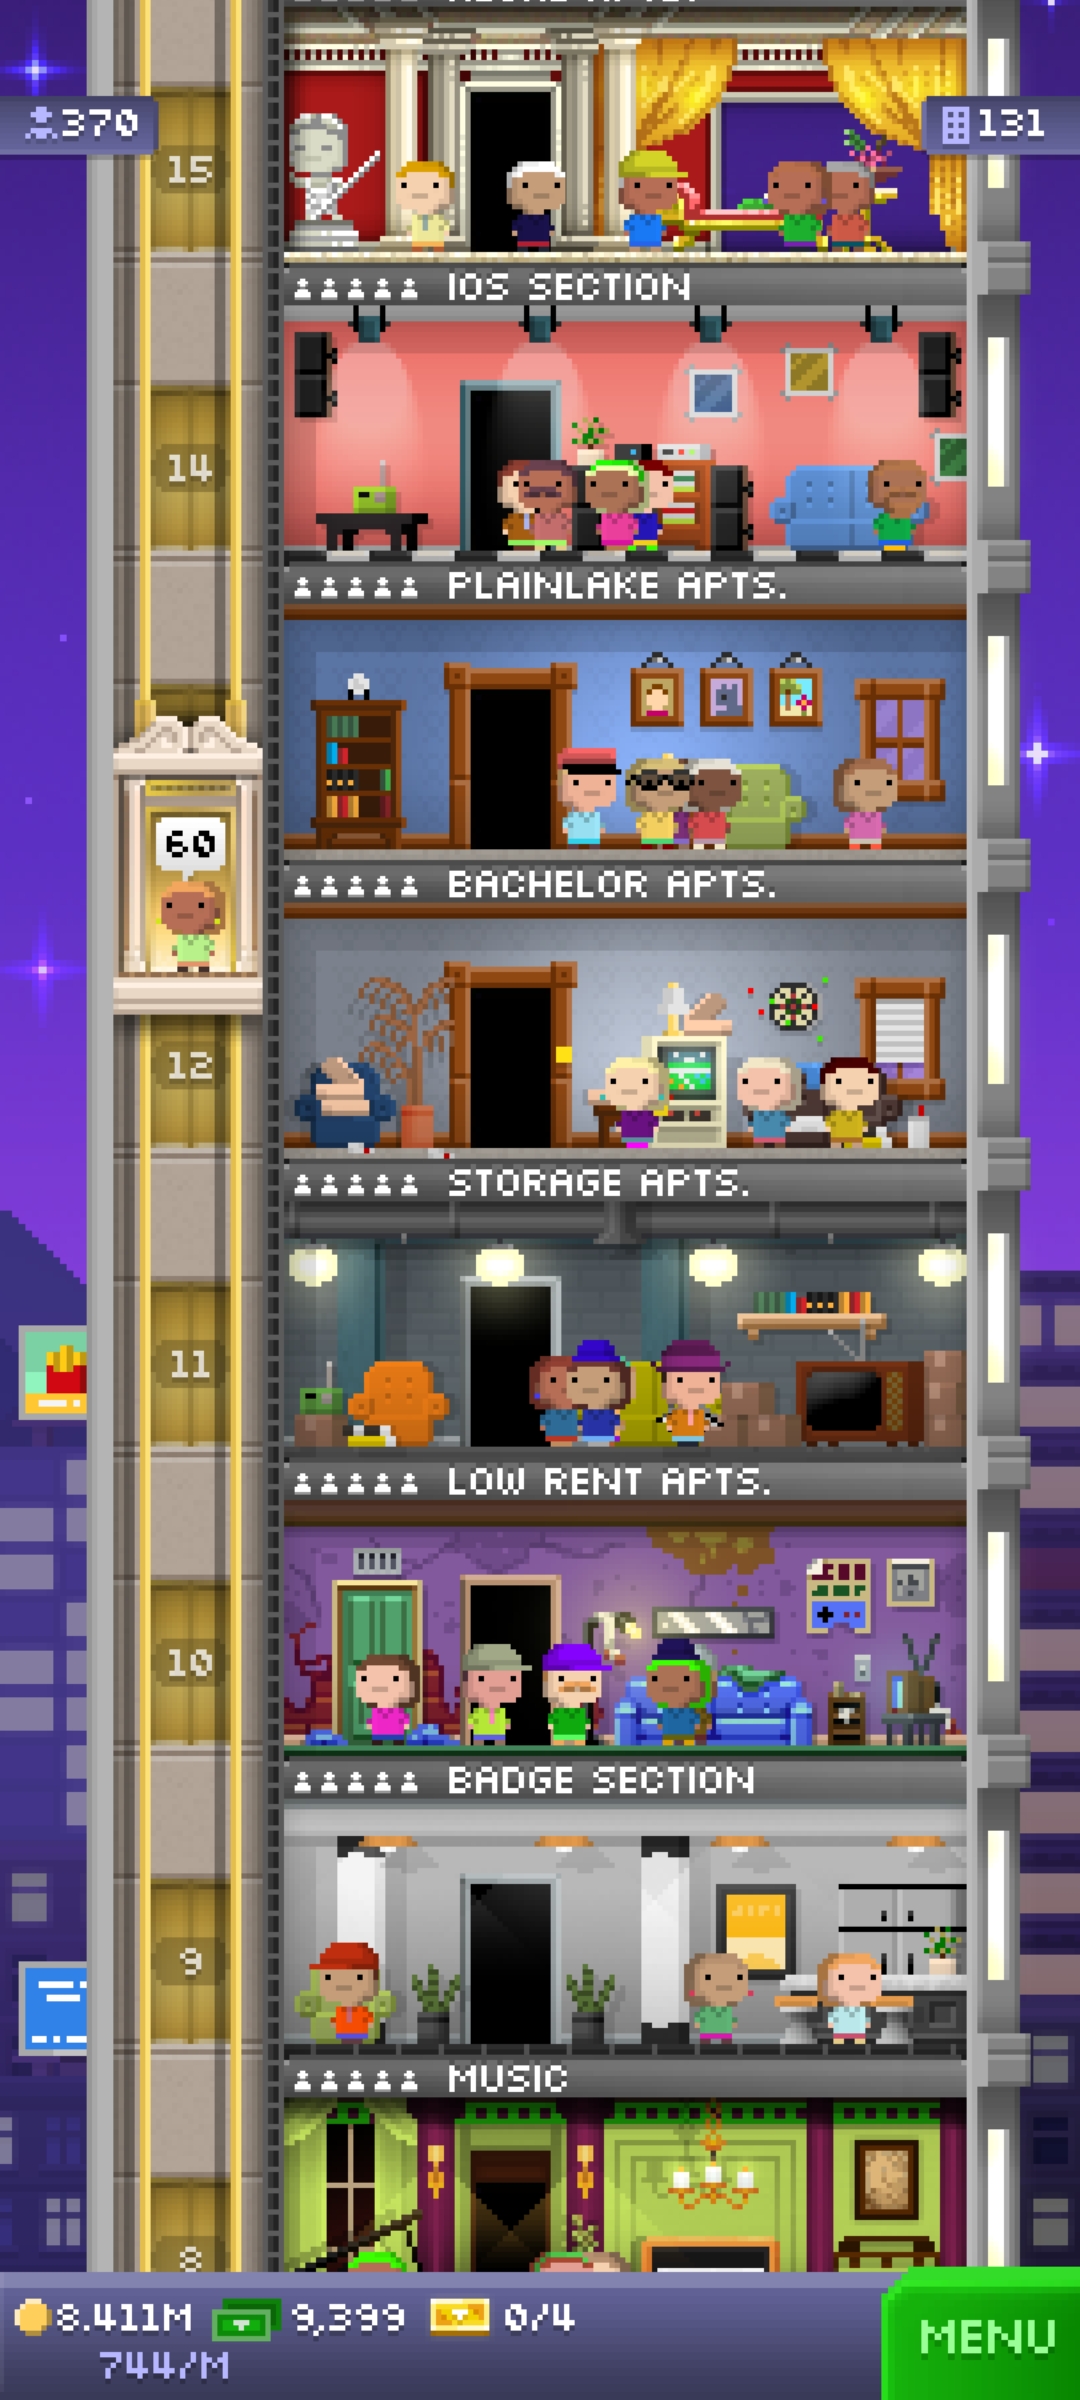 370
131
15
IOS SECTION
14
PLAINLAKE APTS.
60
BACHELOR APTS.
12
STORAGE APTS.
11
LOW RENT APTS.
10
BADGE SECTION
9
MUSIC
8
8.411M 9,399 0/4
744/M
MENU